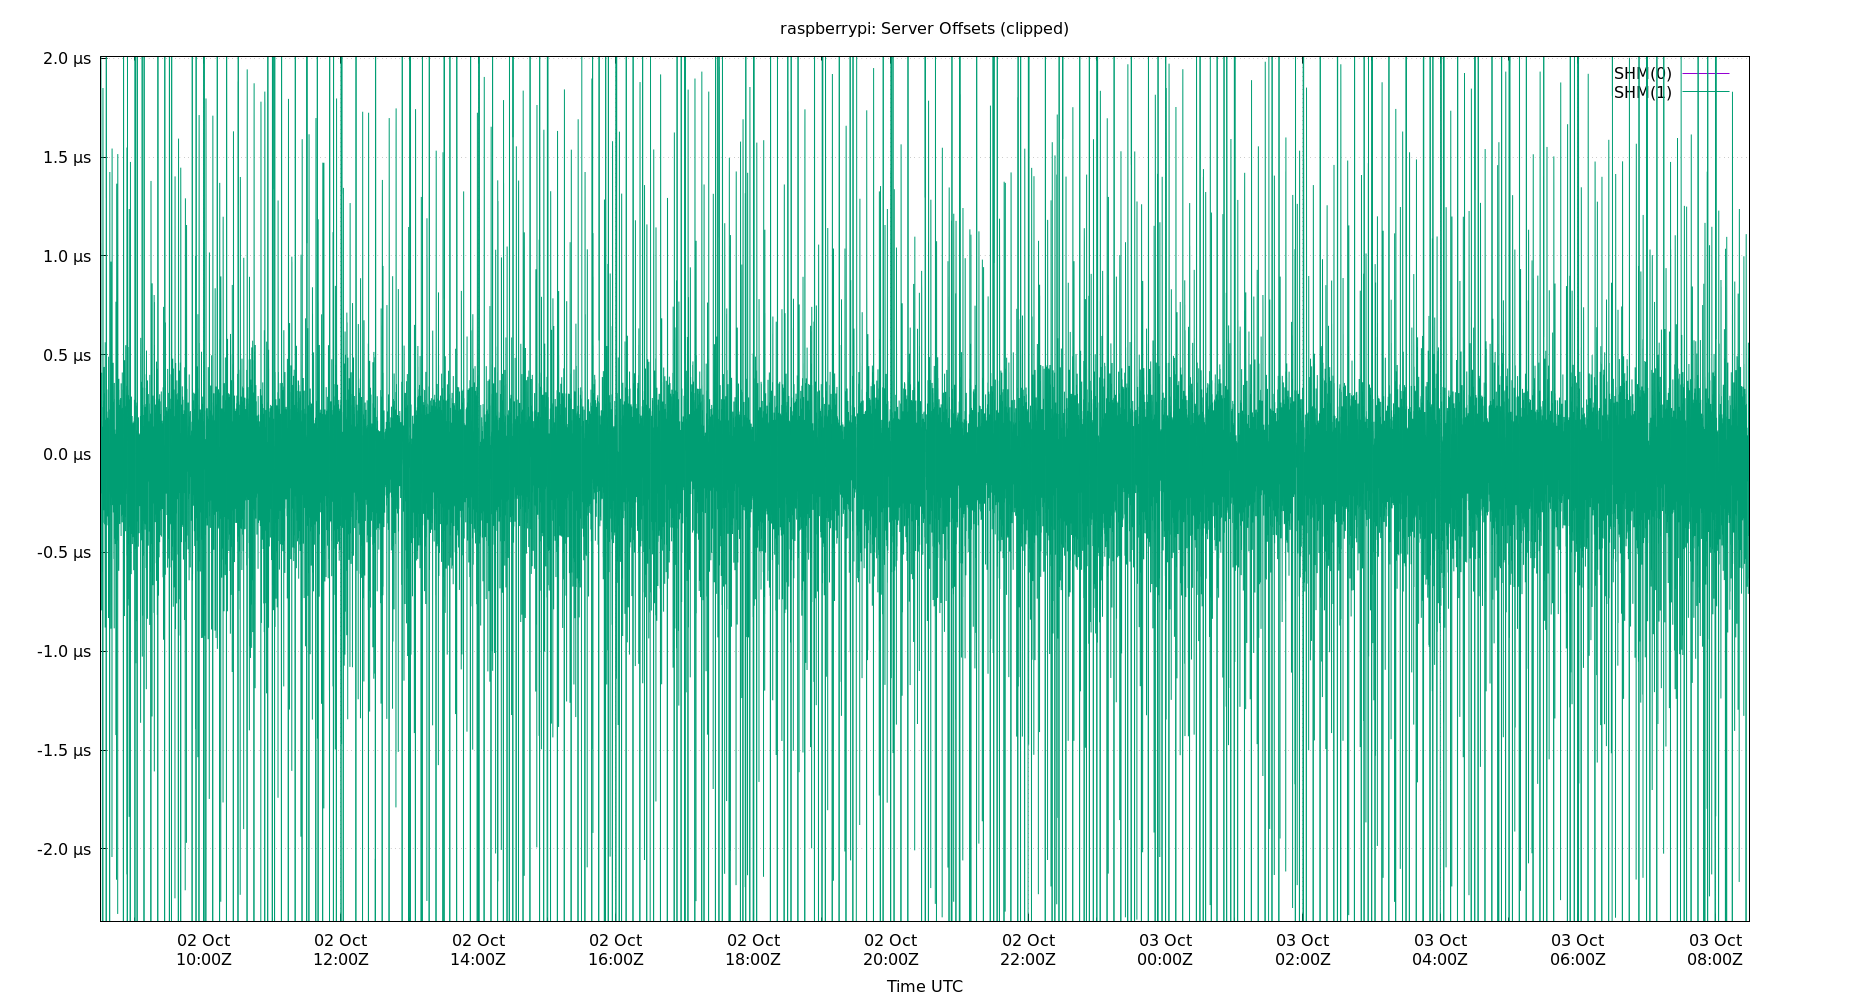 raspberrypi: Server Offsets (clipped)
2.0 µs
SHM(0)
SHM(1)
1.5 µs
1.0 µs
0.5 µs
0.0 µs
-0.5 µs
-1.0 µs
-1.5 µs
-2.0 µs
02 Oct 02 Oct 02 Oct 02 Oct 02 Oct 02 Oct 02 Oct 03 Oct 03 Oct 03 Oct 03 Oct 03 Oct
10:00Z 12:00Z 14:00Z 16:00Z 18:00Z 20:00Z 22:00Z 00:00Z 02:00Z 04:00Z 06:00Z 08:00Z
Time UTC